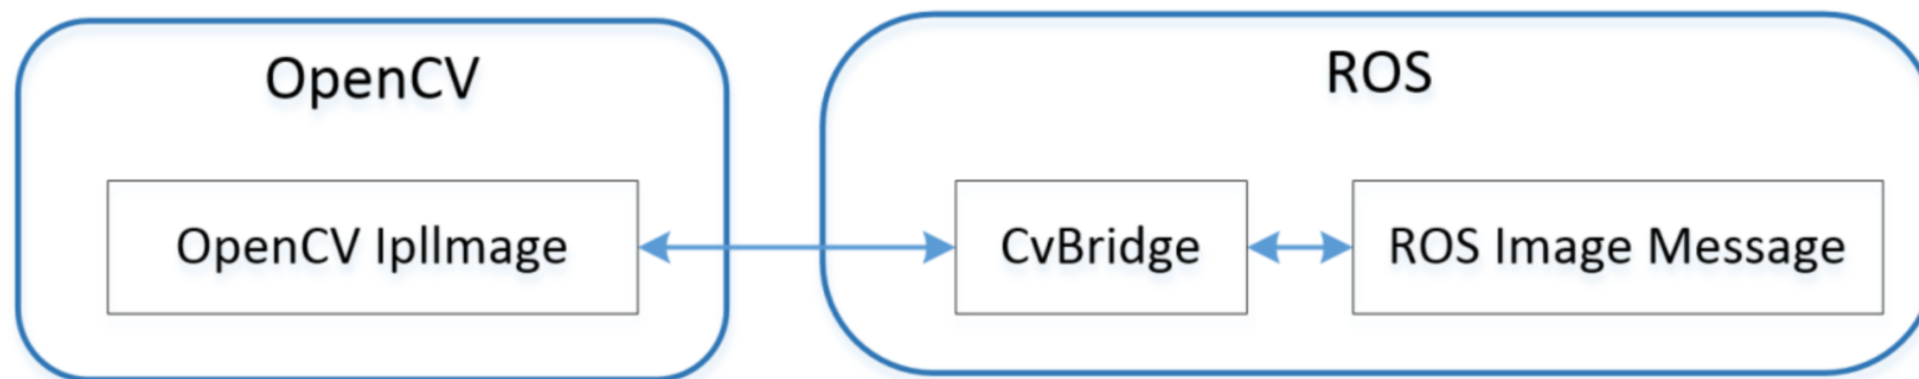 OpenCV
ROS
OpenCV IplImage
CvBridge
ROS Image Message